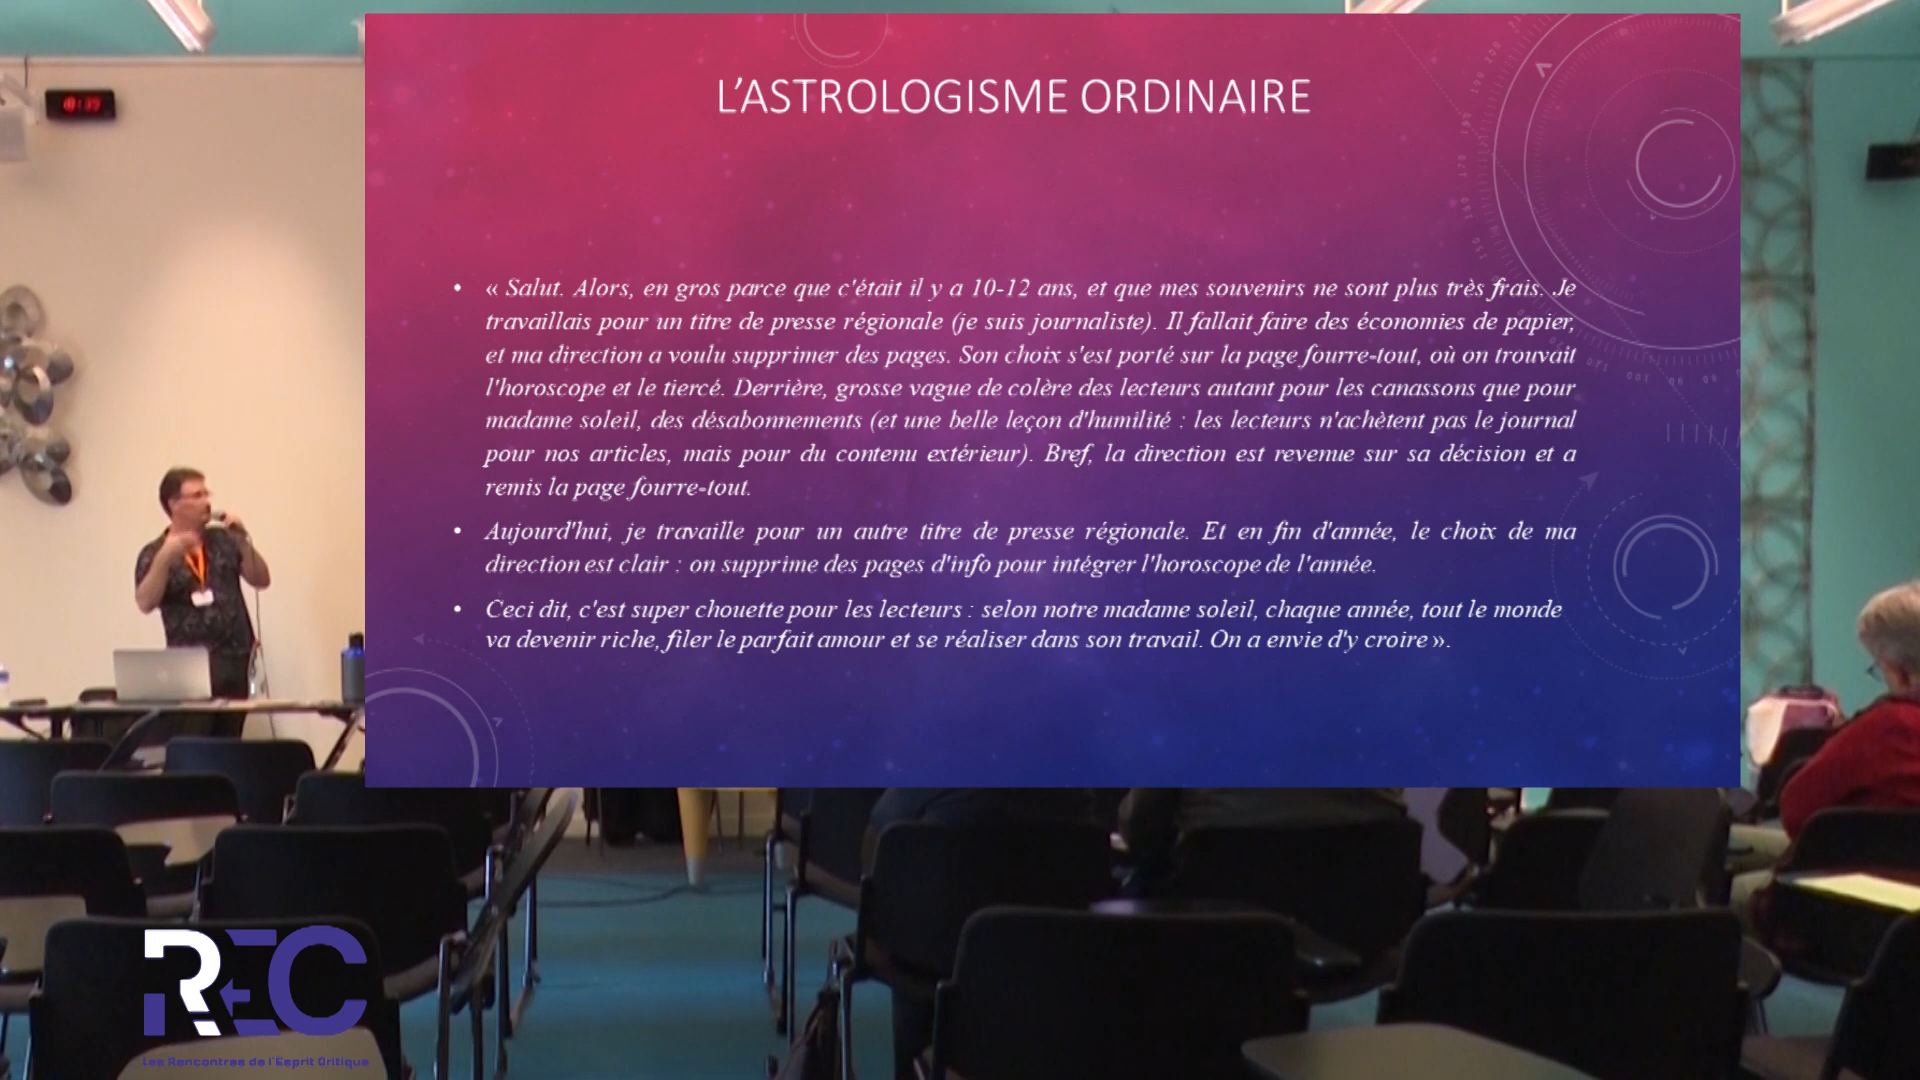 L'ASTROLOGISME ORDINAIRE
• « Salut. Alors, en gros parce que c'était il y a 10-12 ans, et que mes souvenirs ne sont plus très frais. Je
travaillais pour un titre de presse régionale (je suis journaliste). Il fallait faire des économies de papier,
et ma direction a voulu supprimer des pages. Son choix s'est porté sur la page fourre-tout, où on trouvait
l'horoscope et le tiercé. Derrière, grosse vague de colère des lecteurs autant pour les canassons que pour
madame soleil, des désabonnements (et une belle leçon d'humilité : les lecteurs n'achètent pas le journal
pour nos articles, mais pour du contenu extérieur). Bref, la direction est revenue sur sa décision et a
remis la page fourre-tout.
• Aujourd'hui, je travaille pour un autre titre de presse régionale. Et en fin d'année, le choix de ma
direction est clair : on supprime des pages d'info pour intégrer l'horoscope de l'année.
• Ceci dit, c'est super chouette pour les lecteurs : selon notre madame soleil, chaque année, tout le monde
va devenir riche, filer le parfait amour et se réaliser dans son travail. On a envie d'y croire ».
REC
Les Rencontres de l'Esprit Critique